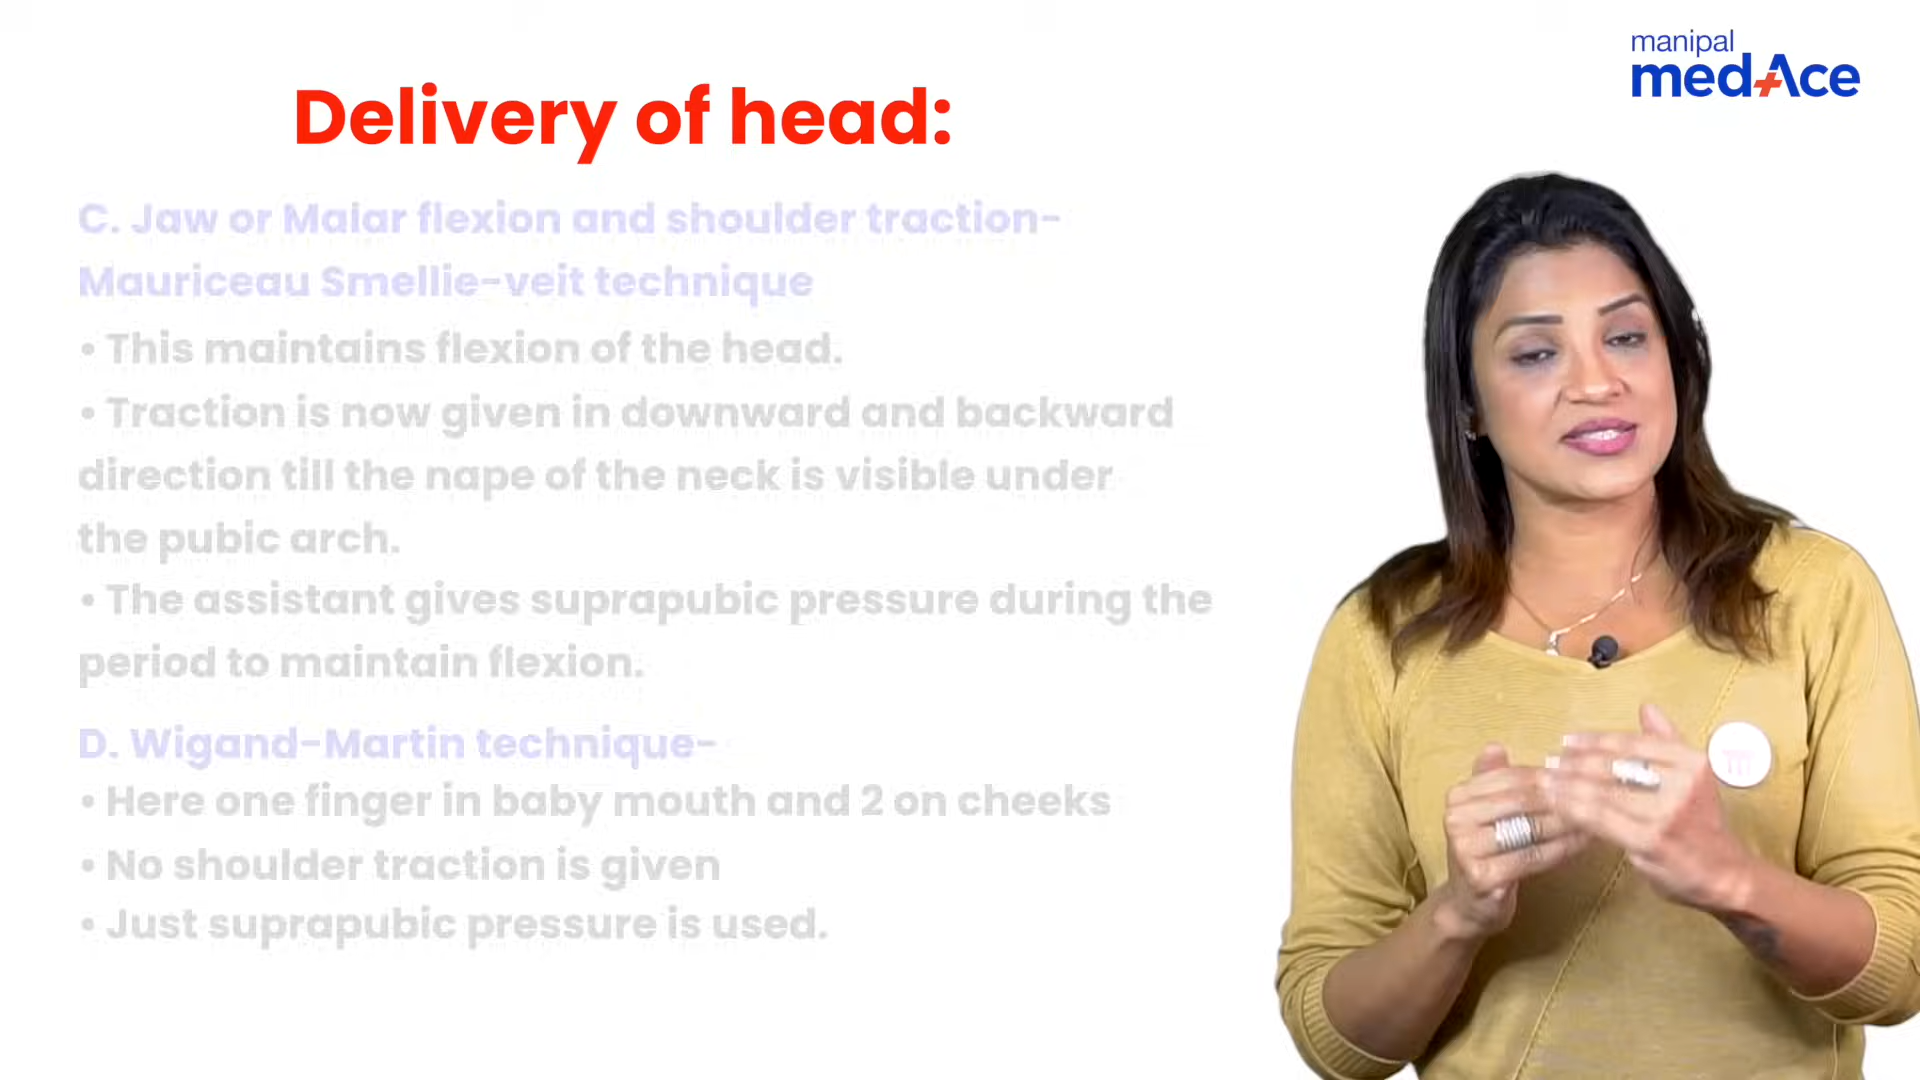 manipal
medAce
Delivery of head:
C. Jaw or Malar flexion and shoulder traction-
Mauriceau Smellie-veit technique
• This maintains flexion of the head.
• Traction is now given in downward and backward
direction till the nape of the neck is visible under
the pubic arch.
• The assistant gives suprapubic pressure during the
period to maintain flexion.
D. Wigand-Martin technique-
• Here one finger in baby mouth and 2 on cheeks
• No shoulder traction is given
• Just suprapubic pressure is used.